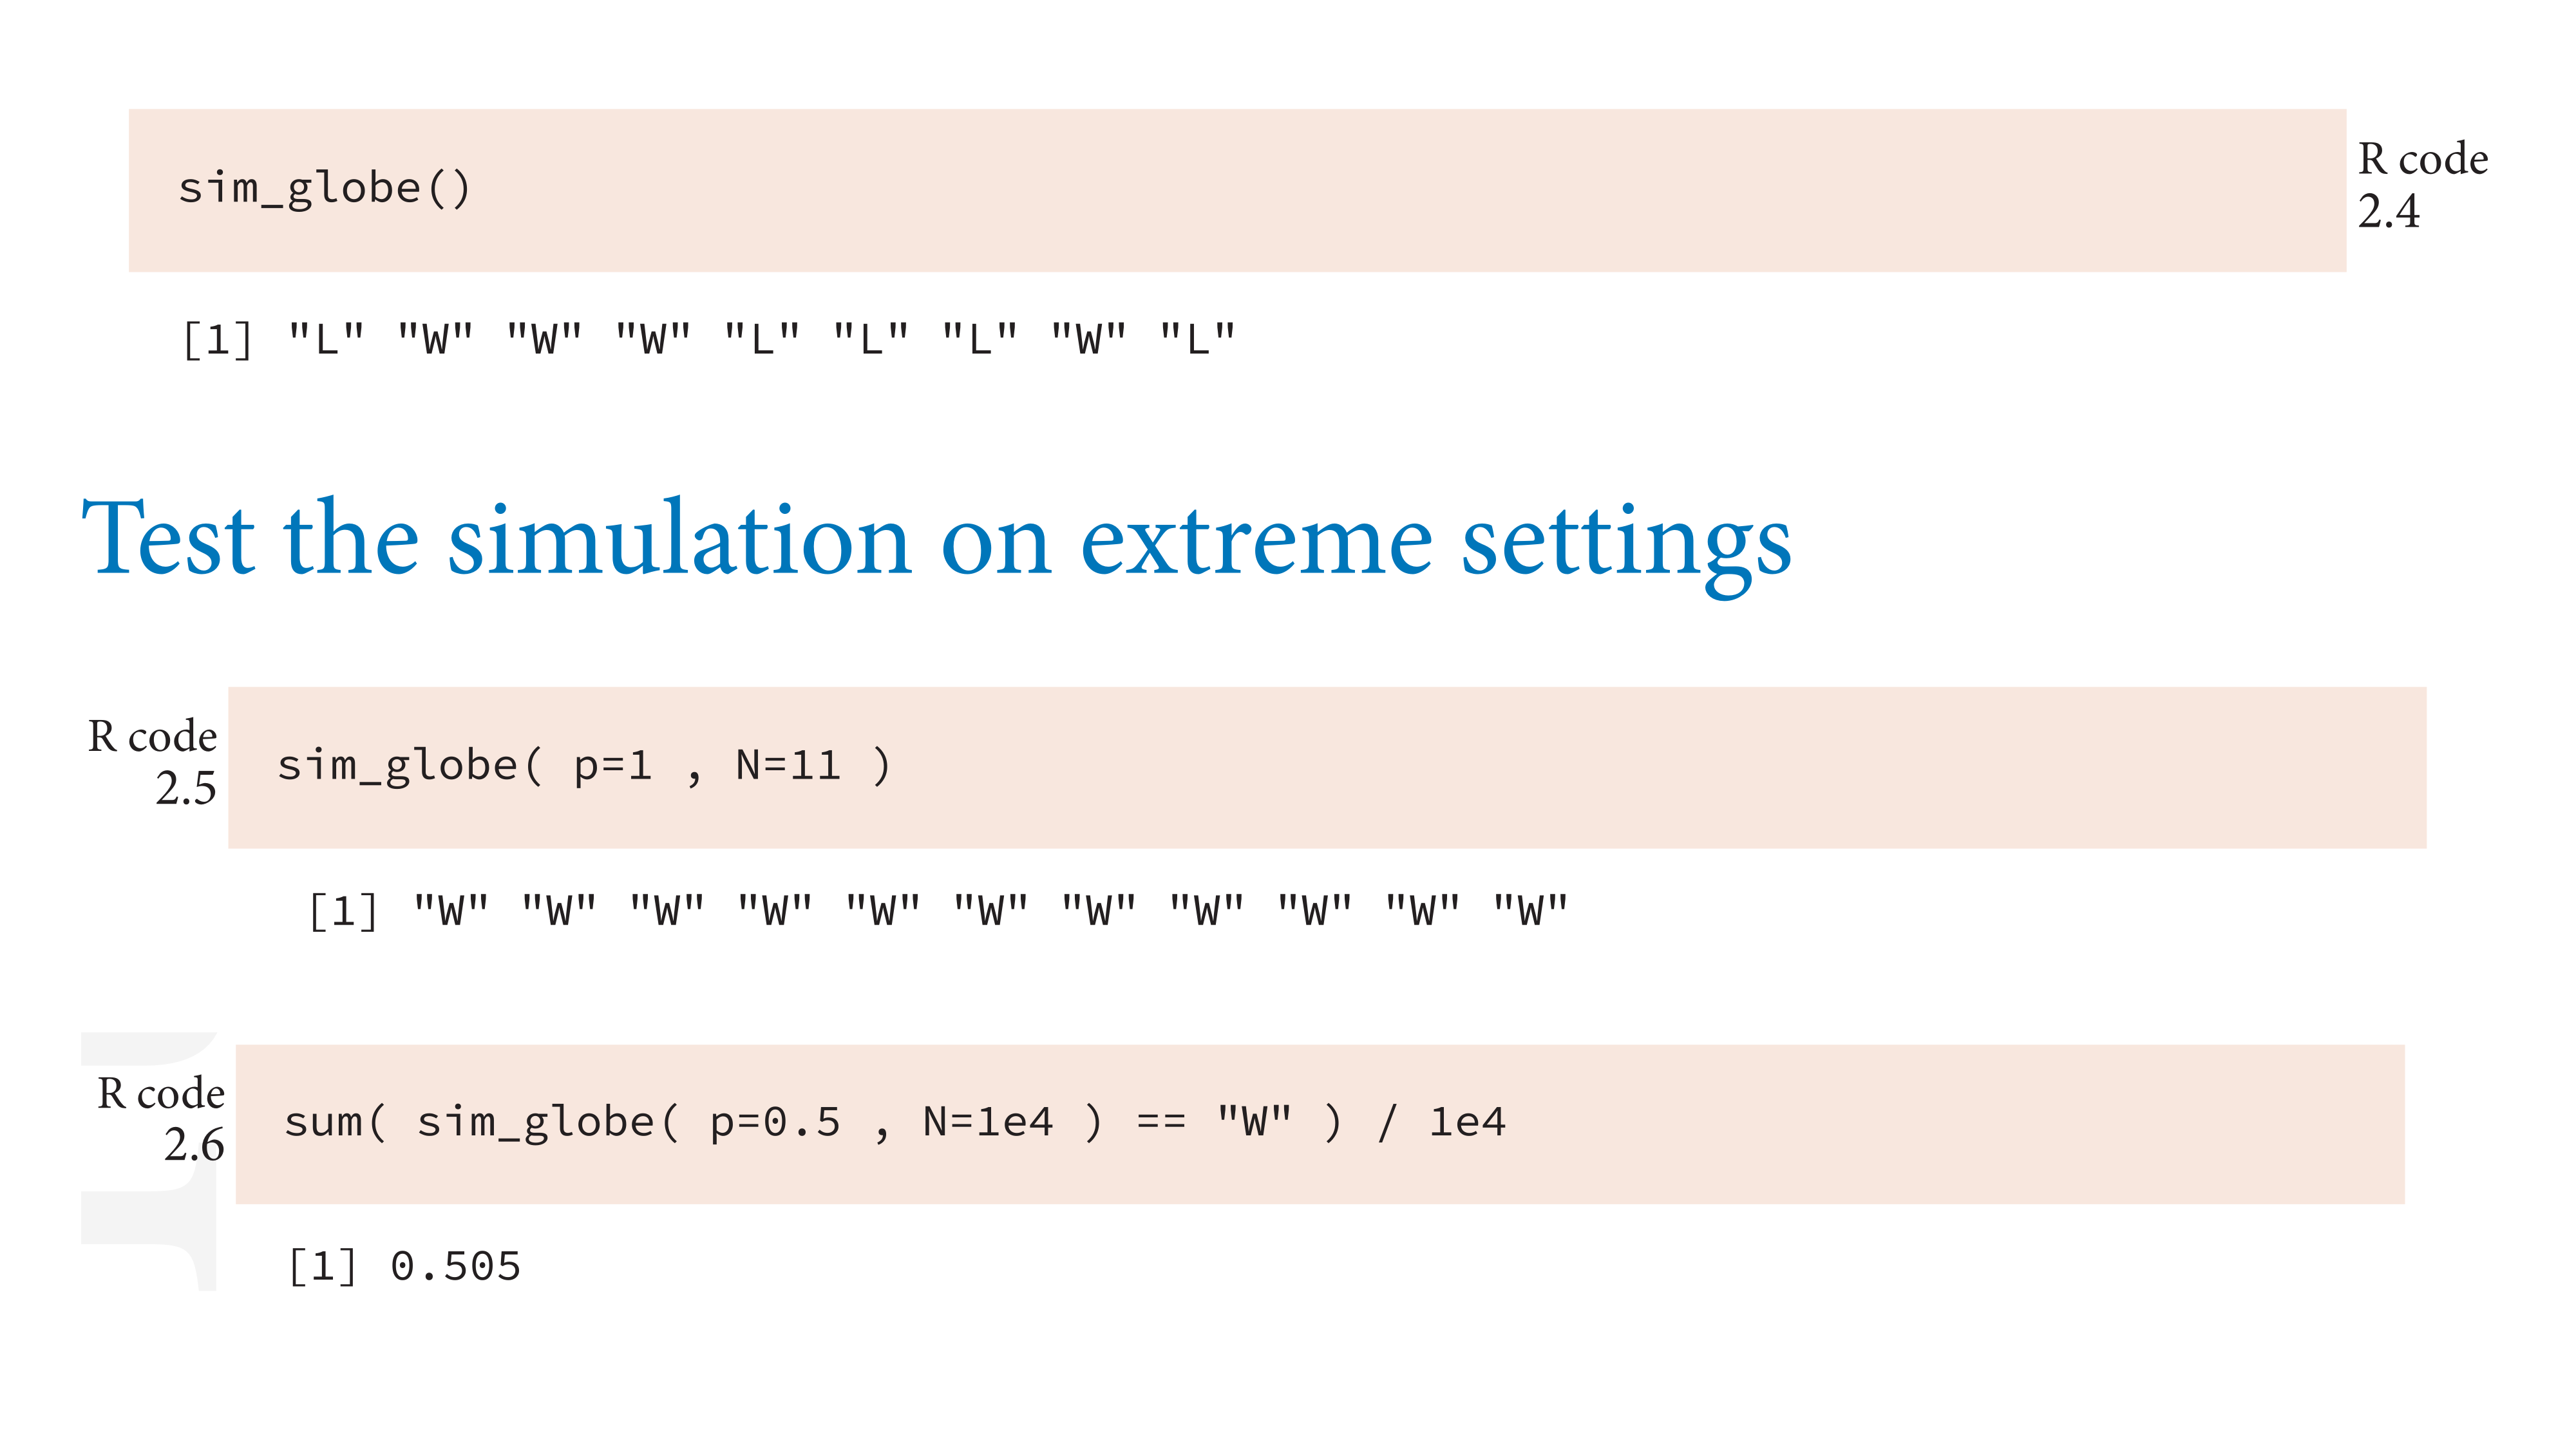 sim_globe()
R code
2.4
[1] "L" "W" "W" "W" "L" "L" "L" "W" "L"
Test the simulation on extreme settings
R code
2.5
sim_globe( p=1 , N=11 )
[1] "W" "W" "W" "W" "W" "W" "W" "W" "W" "W" "W"
R code
2.6
sum( sim_globe( p=0.5 , N=1e4 ) == "W" ) / 1e4
[1] 0.505